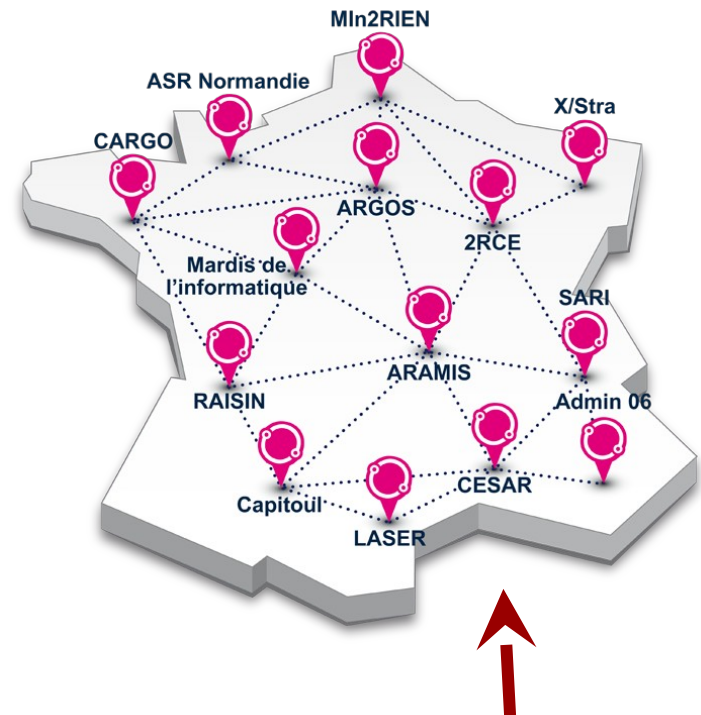 MIn2RIEN
ASR Normandie
X/Stra
CARGO
ARGOS
2RCE
Mardis de
l'informatique
SARI
ARAMIS
RAISIN
Admin 06
CESAR
Capitoul
LASER